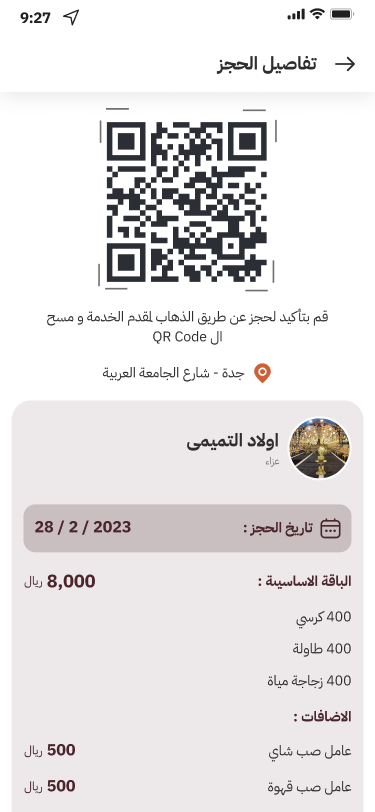 9:27
تفاصيل الحجز
قم بتأكيد لحجز عن طريق الذهاب لمقدم الخدمة و مسح
ال QR Code
جدة - شارع الجامعة العربية
اولاد التميمى
عزاء
تاريخ الحجز : 28 / 2 / 2023
الباقة الاساسيىة : 8,000 ريال
400 كرسي
400 طاولة
400 زجاجة مياة
الاضافات :
عامل صب شاي 500 ريال
عامل صب قهوة 500 ريال